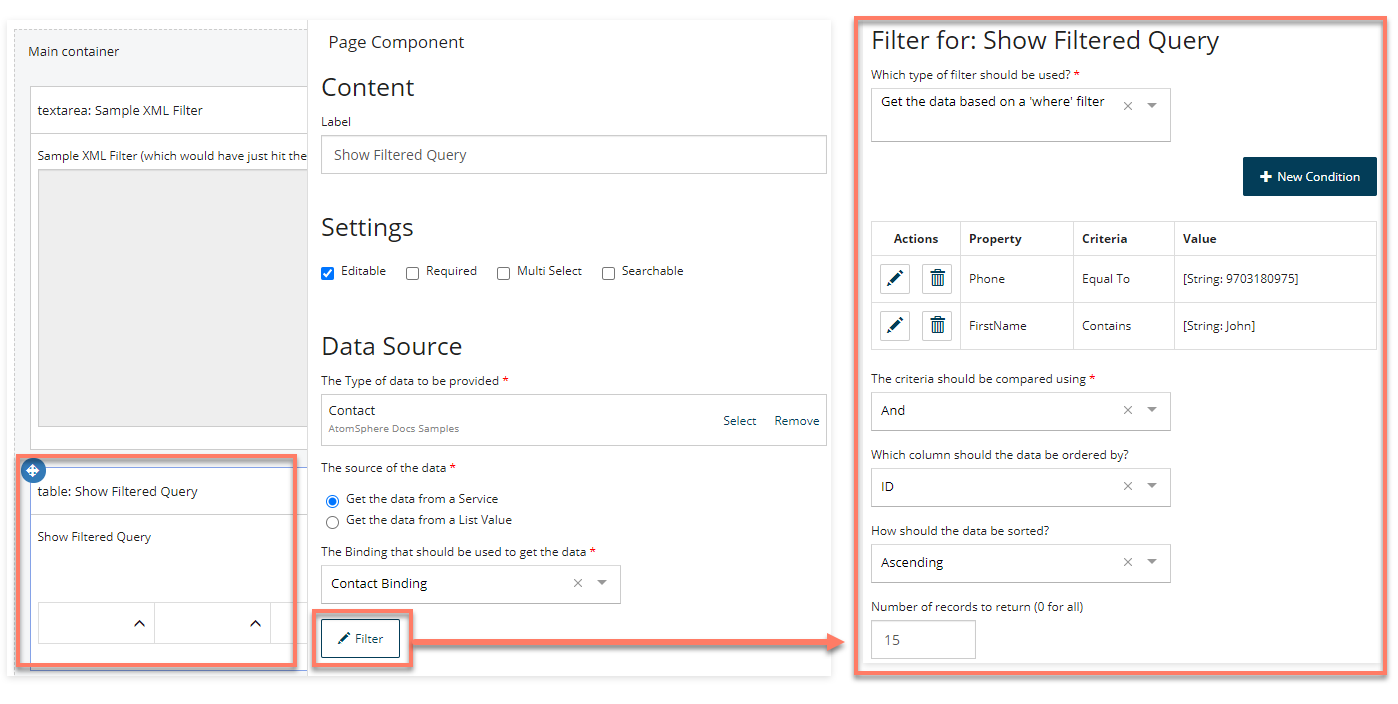 Main container
textarea: Sample XML Filter
Sample XML Filter (which would have just hit the
table: Show Filtered Query
Show Filtered Query
Page Component
Content
Label
Show Filtered Query
Settings
Editable Required Multi Select Searchable
Data Source
The Type of data to be provided *
Contact
AtomSphere Docs Samples
Select Remove
The source of the data *
Get the data from a Service
Get the data from a List Value
The Binding that should be used to get the data *
Contact Binding
Filter
Filter for: Show Filtered Query
Which type of filter should be used? *
Get the data based on a 'where' filter
New Condition
Actions Property Criteria Value
Phone Equal To [String: 9703180975]
FirstName Contains [String: John]
The criteria should be compared using *
And
Which column should the data be ordered by?
ID
How should the data be sorted?
Ascending
Number of records to return (0 for all)
15